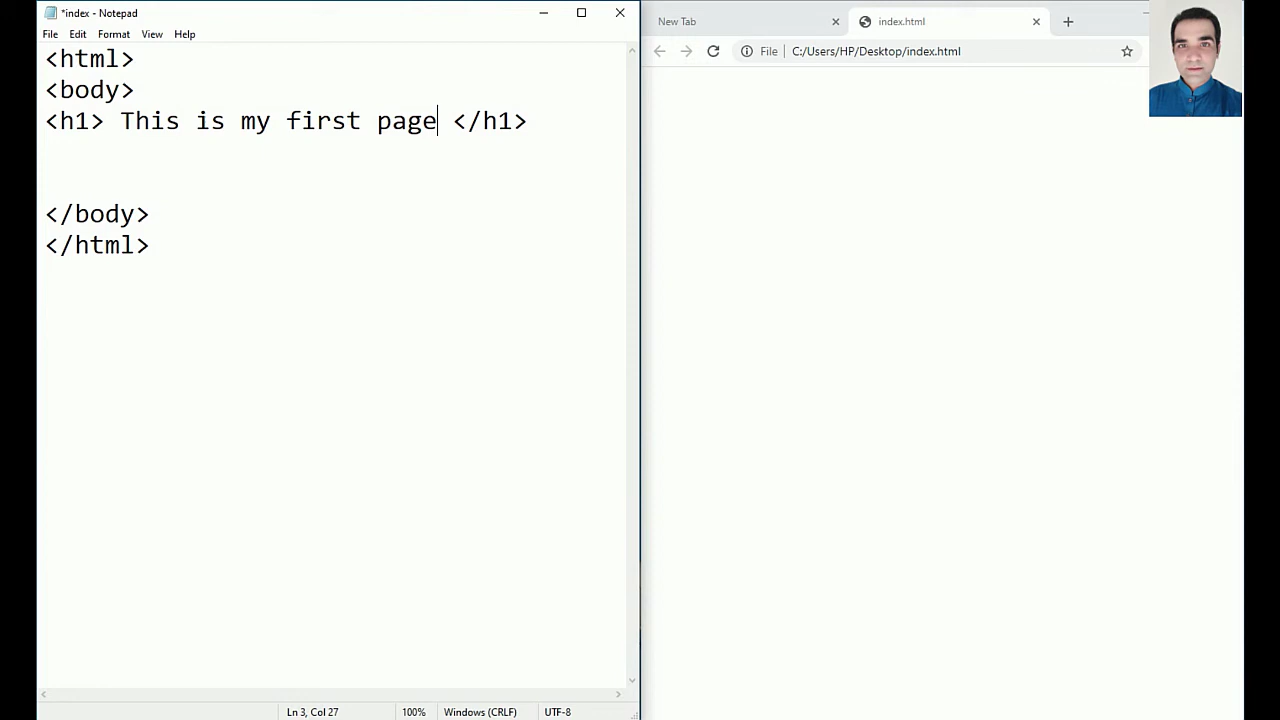 *index - Notepad
File Edit Format View Help
<html>
<body>
<h1> This is my first page </h1>
</body>
</html>
Ln 3, Col 27 100% Windows (CRLF) UTF-8
New Tab index.html
File C:/Users/HP/Desktop/index.html